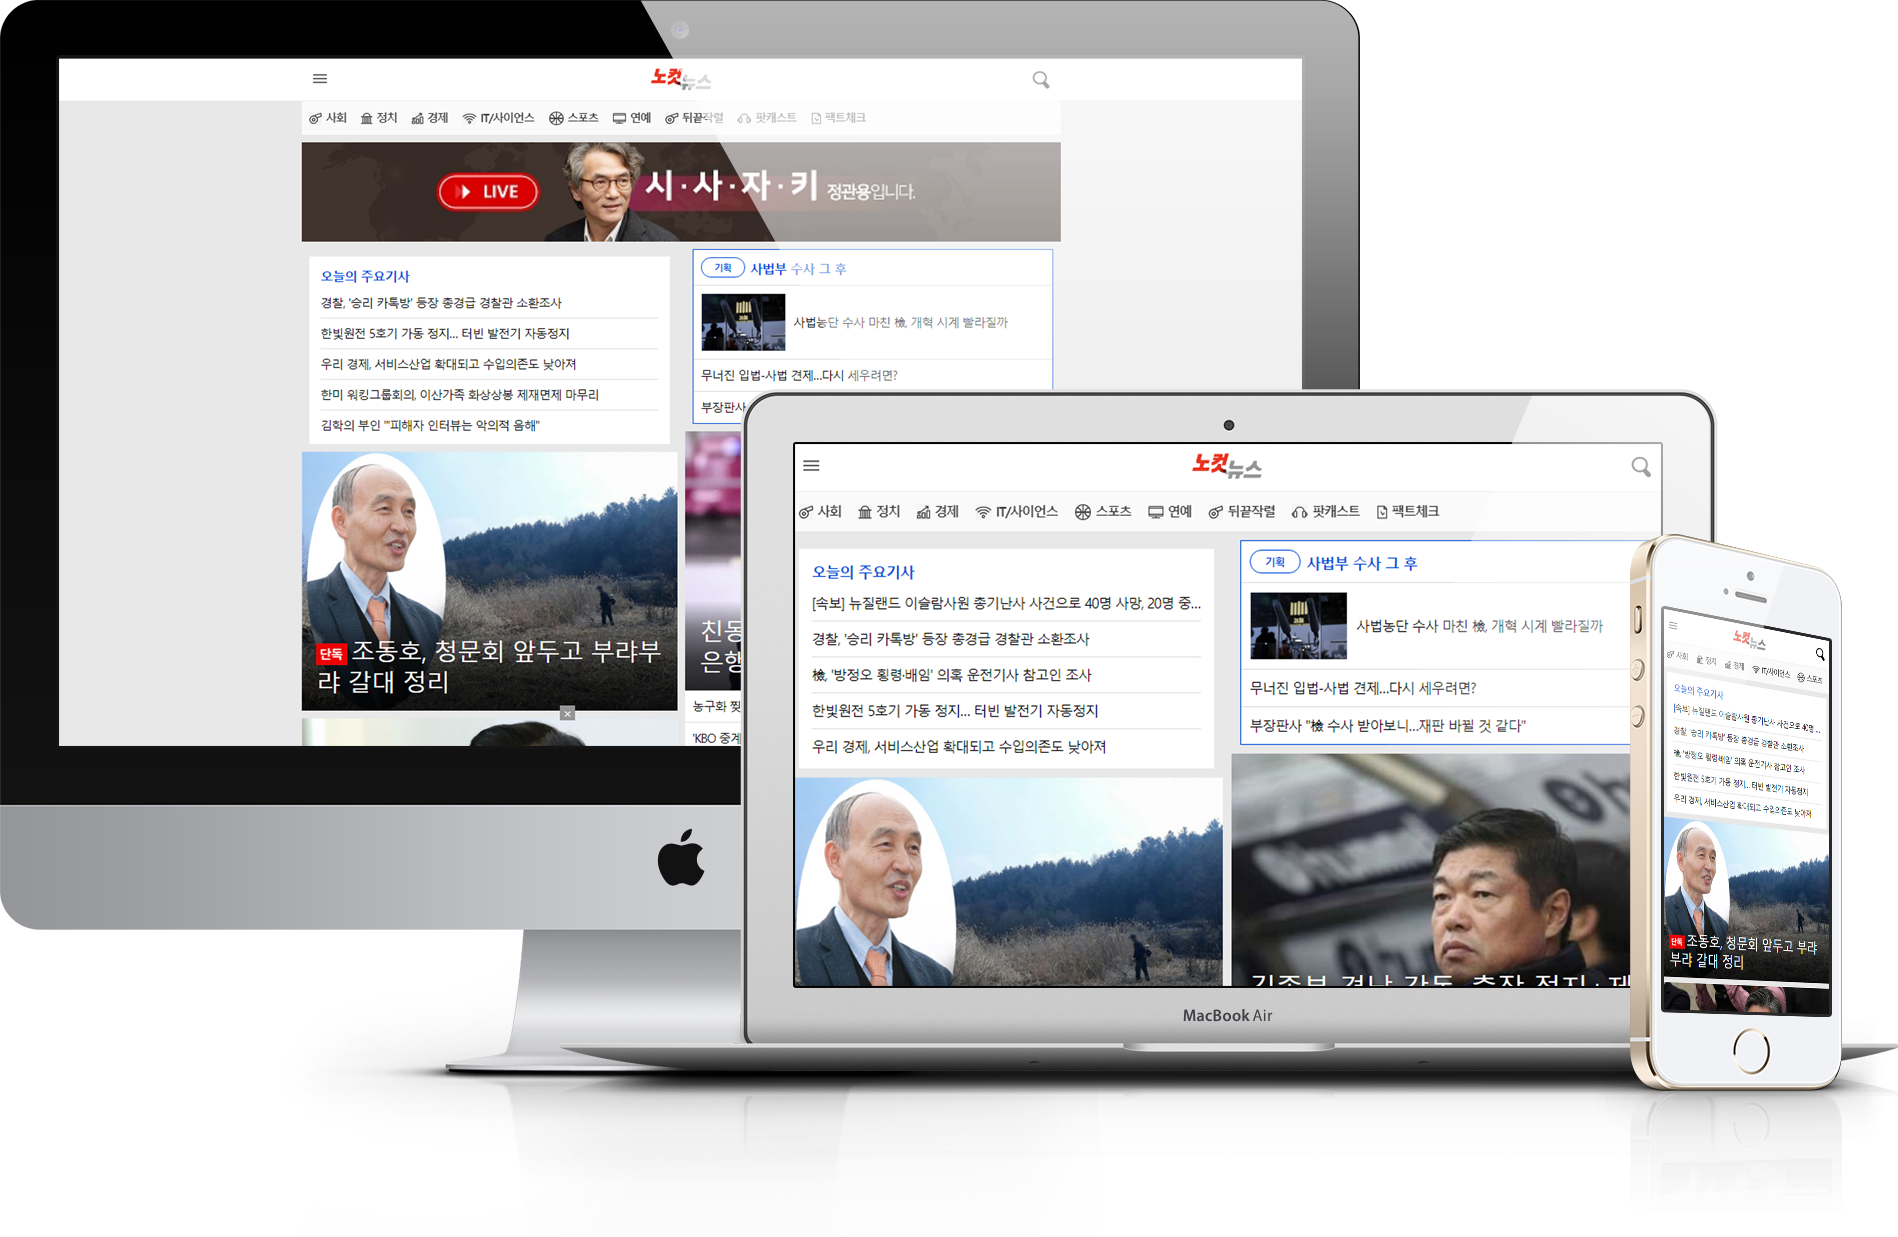 노컷뉴스
사회 정치 경제 IT/사이언스 스포츠 연예 뒤끝작렬 팟캐스트 팩트체크
LIVE
시·사·자·키 정관용입니다.
오늘의 주요기사
경찰, '승리 카톡방' 등장 총경급 경찰관 소환조사
한빛원전 5호기 가동 정지... 터빈 발전기 자동정지
우리 경제, 서비스산업 확대되고 수입의존도 낮아져
한미 워킹그룹회의, 이산가족 화상상봉 제재면제 마무리
김학의 부인 "'피해자 인터뷰는 악의적 음해"
기획 사법부 수사 그 후
사법농단 수사 마친 檢, 개혁 시계 빨라질까
무너진 입법-사법 견제...다시 세우려면?
부장판사
단독 조동호, 청문회 앞두고 부랴부
랴 갈대 정리
친동
은행
농구화 찢
'KBO 중계
노컷뉴스
사회 정치 경제 IT/사이언스 스포츠 연예 뒤끝작렬 팟캐스트 팩트체크
오늘의 주요기사
[속보] 뉴질랜드 이슬람사원 총기난사 사건으로 40명 사망, 20명 중...
경찰, '승리 카톡방' 등장 총경급 경찰관 소환조사
檢, '방정오 횡령·배임' 의혹 운전기사 참고인 조사
한빛원전 5호기 가동 정지... 터빈 발전기 자동정지
우리 경제, 서비스산업 확대되고 수입의존도 낮아져
기획 사법부 수사 그 후
사법농단 수사 마친 檢, 개혁 시계 빨라질까
무너진 입법-사법 견제...다시 세우려면?
부장판사 "檢 수사 받아보니...재판 바뀔 것 같다"
김종부 경남 감독, 출장 정지·제
MacBook Air
노컷뉴스
사회 정치 경제 IT/사이언스 스포츠
오늘의 주요기사
[속보] 뉴질랜드 이슬람사원 총기난사 사건으로 40명 ...
경찰, '승리 카톡방' 등장 총경급 경찰관 소환조사
檢, '방정오 횡령·배임' 의혹 운전기사 참고인 조사
한빛원전 5호기 가동 정지... 터빈 발전기 자동정지
우리 경제, 서비스산업 확대되고 수입의존도 낮아져
단독 조동호, 청문회 앞두고 부랴
부랴 갈대 정리